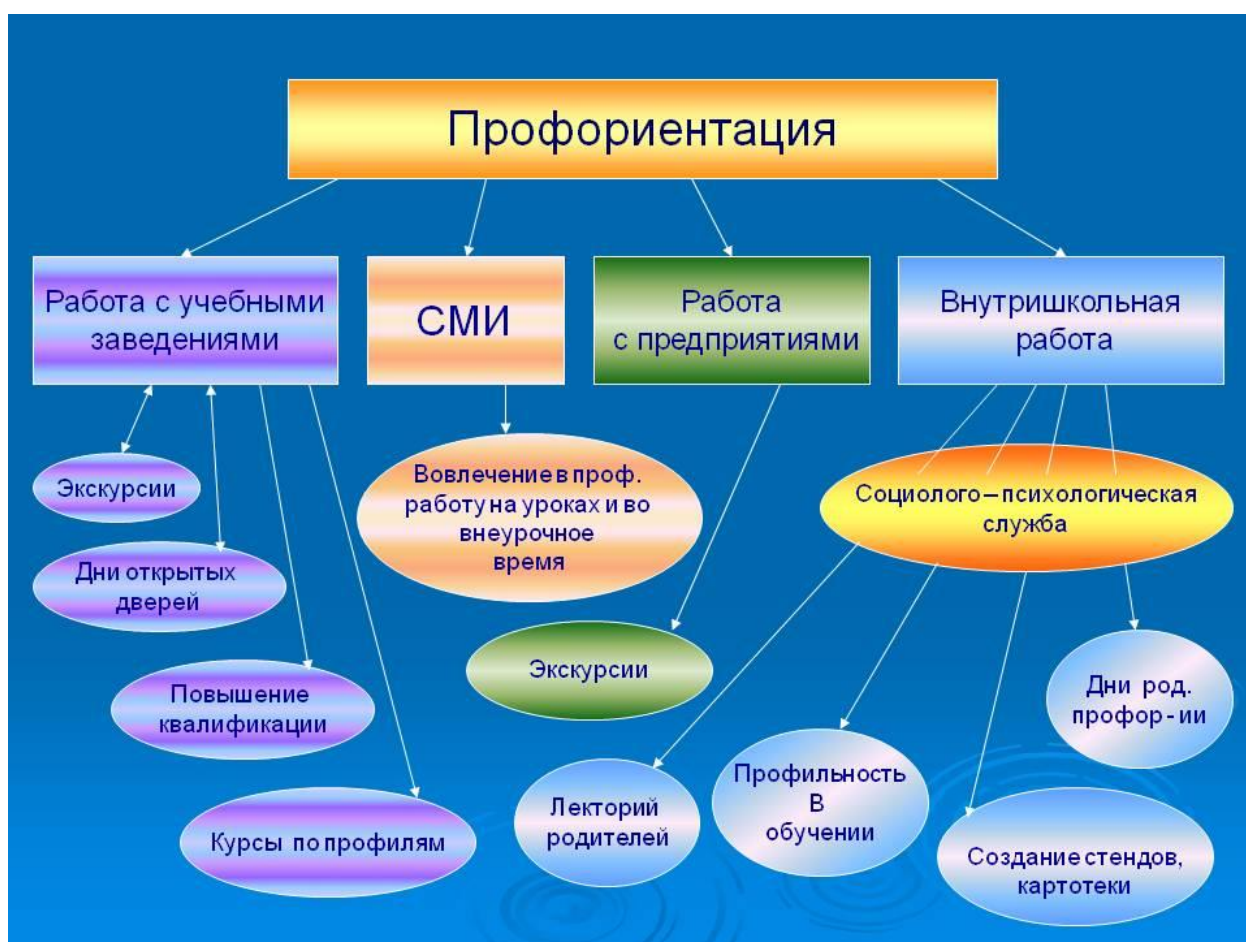 Профориентация
Работа с учебными
заведениями
СМИ
Работа
с предприятиями
Внутришкольная
работа
Экскурсии
Дни открытых
дверей
Повышение
квалификации
Курсы по профилям
Вовлечение в проф.
работу на уроках и во
внеурочное
время
Экскурсии
Социолого – психологическая
служба
Лекторий
родителей
Профильность
В
обучении
Создание стендов,
картотеки
Дни род.
профор - ии